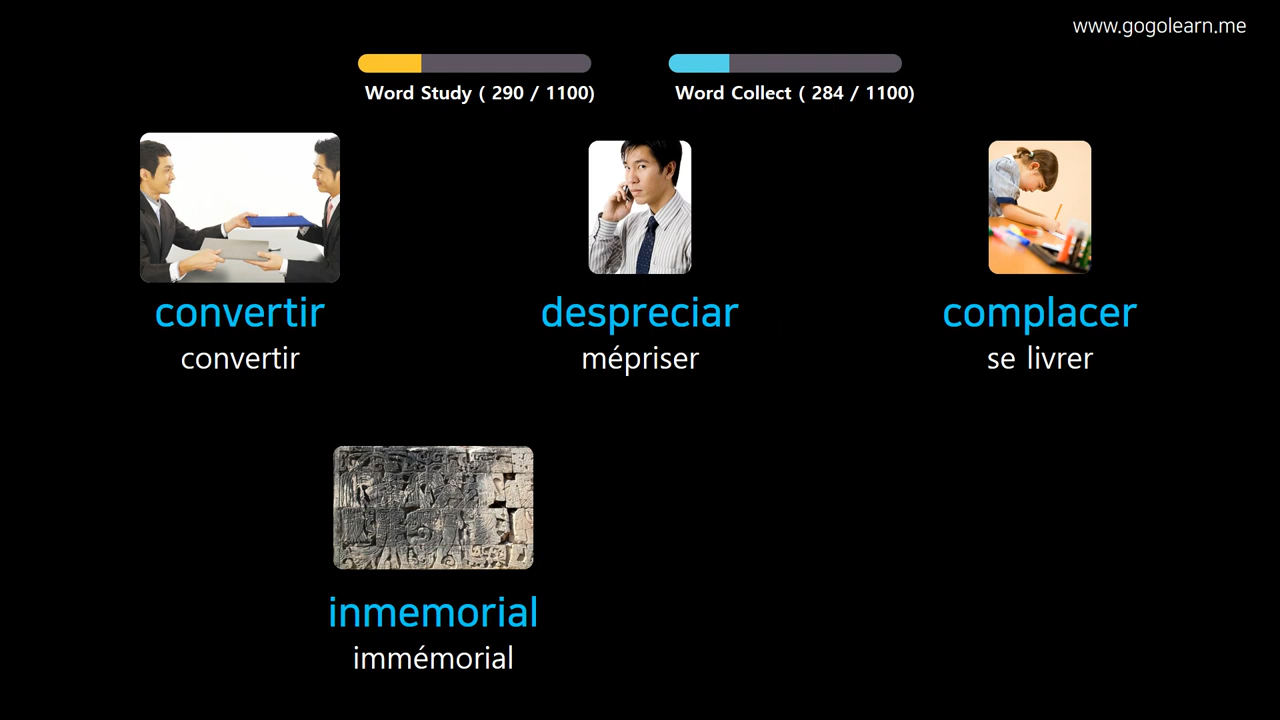 www.gogolearn.me
Word Study ( 290 / 1100)
Word Collect ( 284 / 1100)
convertir
convertir
despreciar
mépriser
complacer
se livrer
inmemorial
immémorial